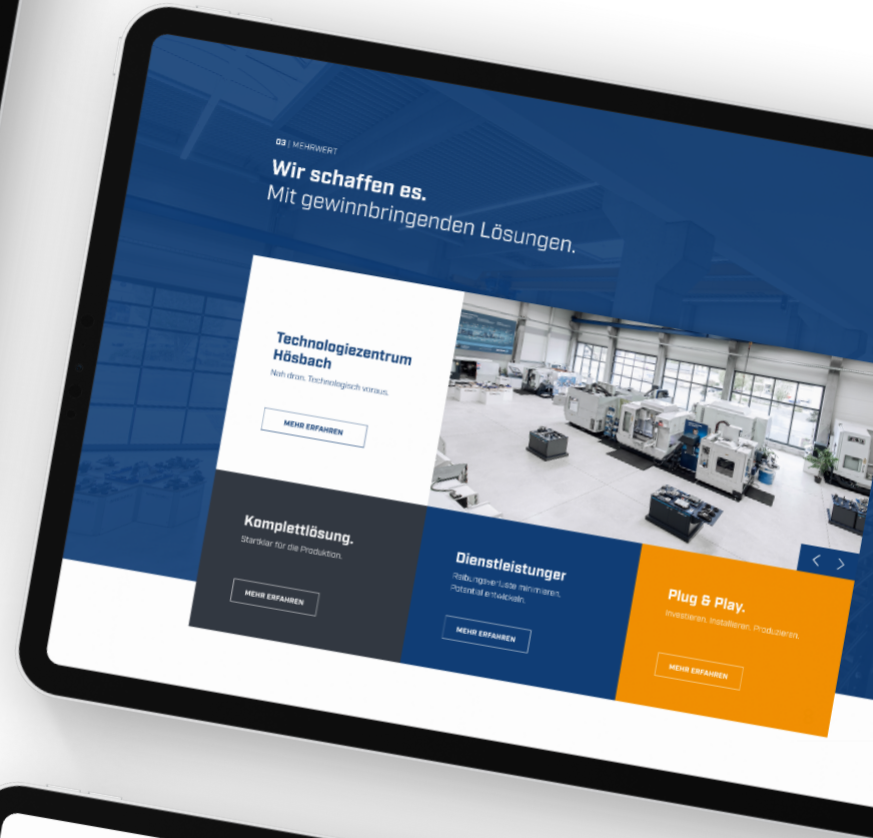 03 | MEHRWERT
Wir schaffen es.
Mit gewinnbringenden Lösungen.
Technologiezentrum
Hösbach
Nah dran. Technologisch voraus.
MEHR ERFAHREN
Komplettlösung.
Startklar für die Produktion.
MEHR ERFAHREN
Dienstleistunger
Reibungsverluste minimieren.
Potential entwickeln.
MEHR ERFAHREN
Plug & Play.
Investieren. Installieren. Produzieren.
MEHR ERFAHREN